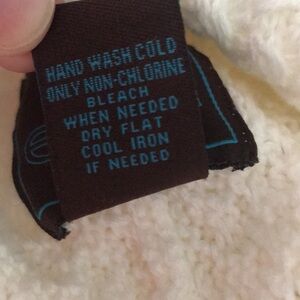 HAND WASH COLD
ONLY NON-CHLORINE
BLEACH
WHEN NEEDED
DRY FLAT
COOL IRON
IF NEEDED